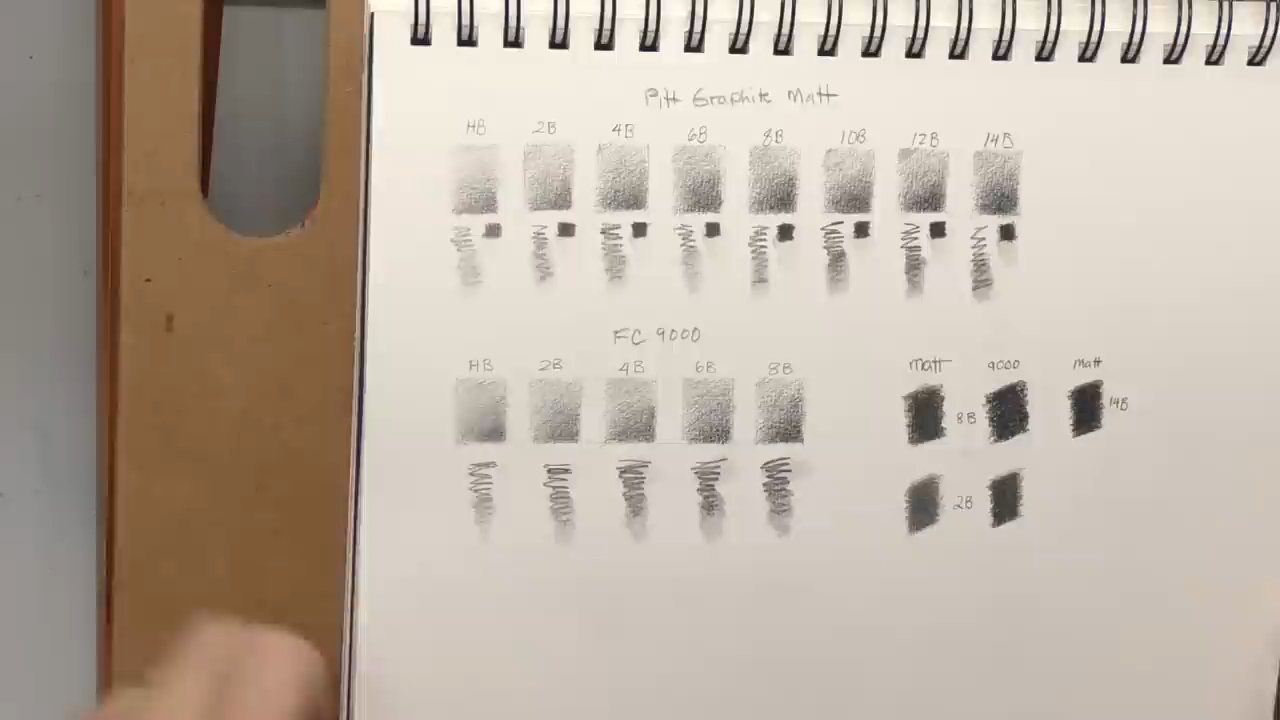 Pitt Graphite Matt
HB 2B 4B 6B 8B 10B 12B 14B
FC 9000
HB 2B 4B 6B 8B
matt 9000 Matt
8B 14B
2B